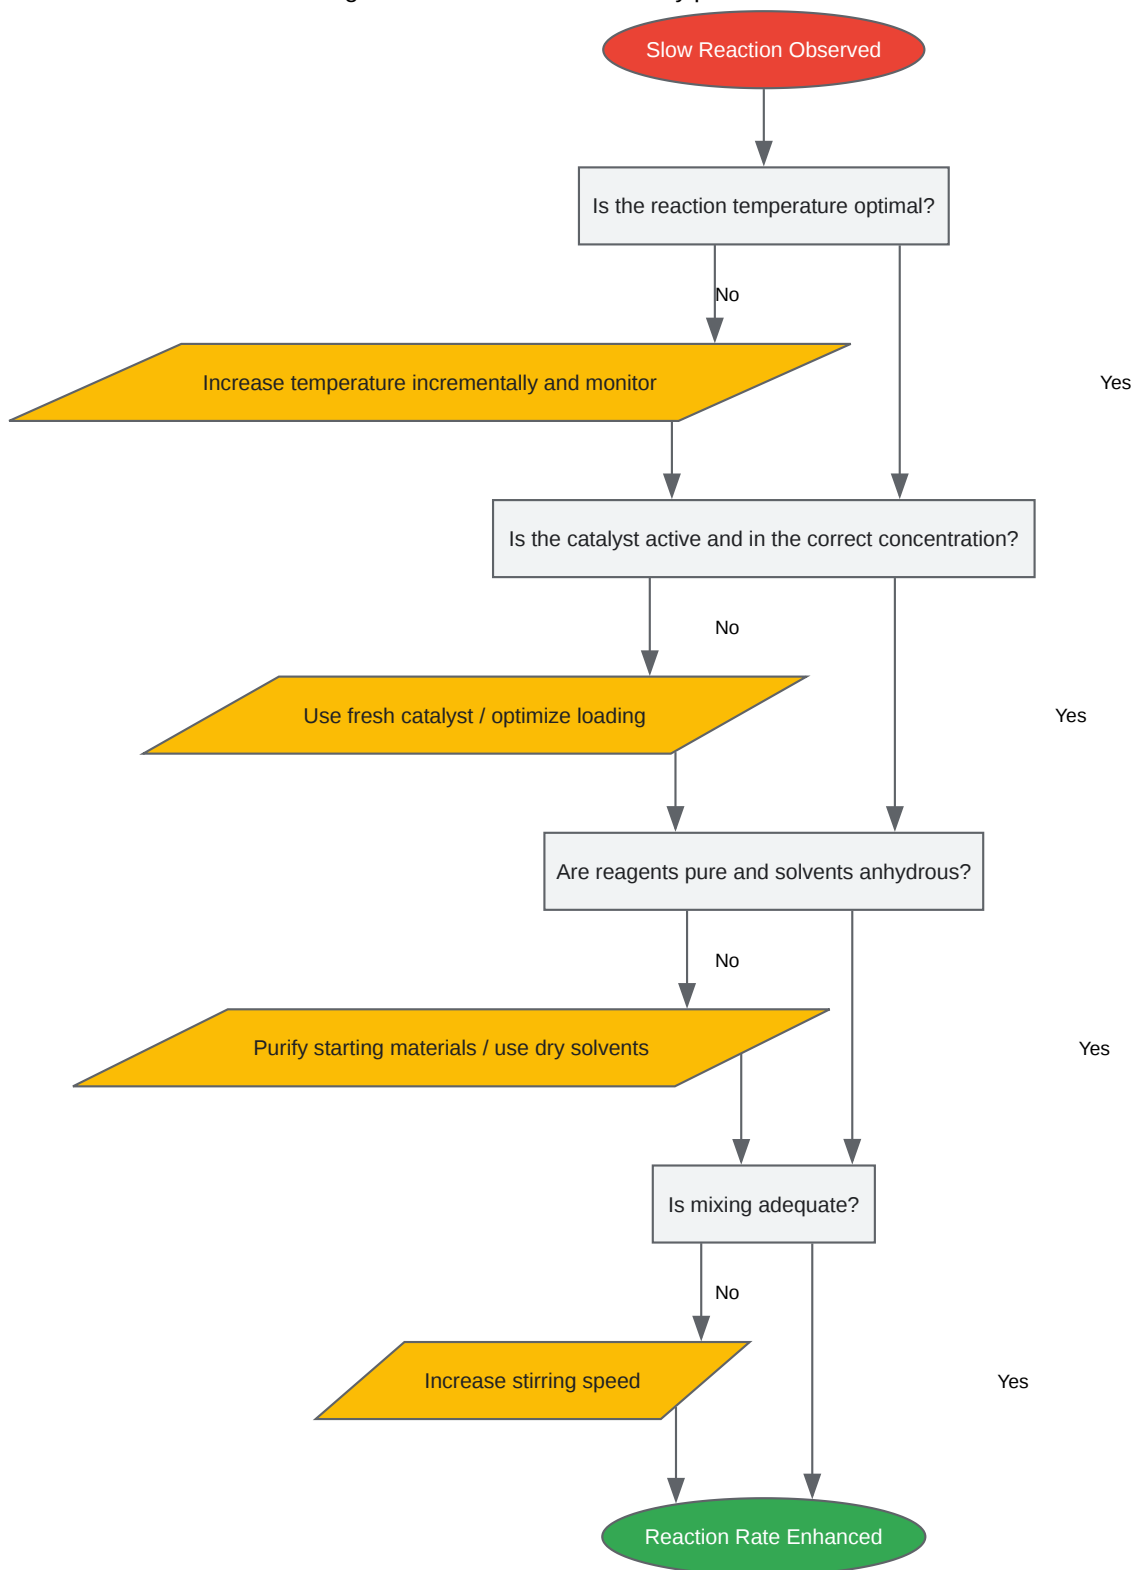 Slow Reaction Observed
Is the reaction temperature optimal?
No
Increase temperature incrementally and monitor
Yes
Is the catalyst active and in the correct concentration?
No
Use fresh catalyst / optimize loading
Yes
Are reagents pure and solvents anhydrous?
No
Purify starting materials / use dry solvents
Yes
Is mixing adequate?
No
Increase stirring speed
Yes
Reaction Rate Enhanced